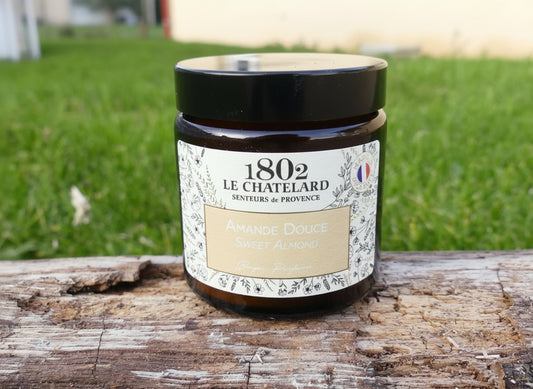 1802
LE CHATELARD
SENTEURS de PROVENCE
AMANDE DOUCE
SWEET ALMOND